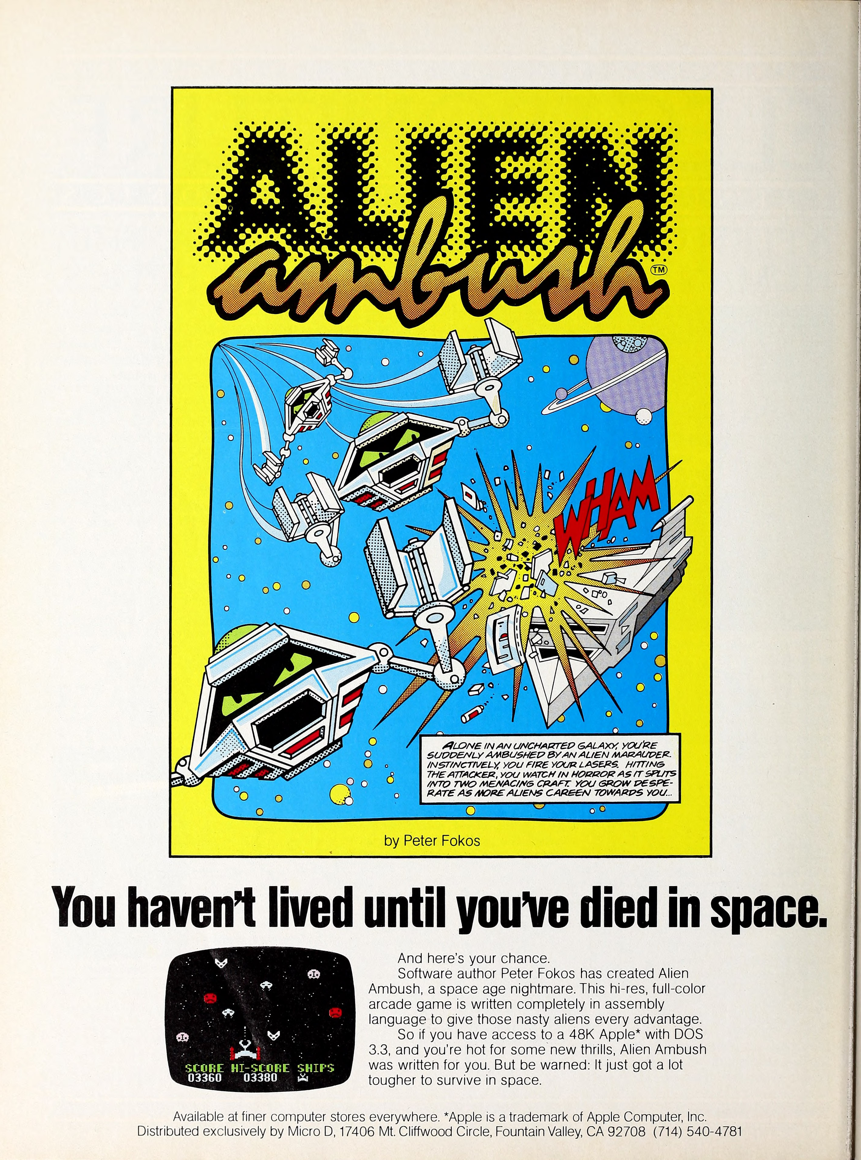 ALIEN
ambush
TM
WHAM
ALONE IN AN UNCHARTED GALAXY, YOU'RE
SUDDENLY AMBUSHED BY AN ALIEN MARAUDER.
INSTINCTIVELY, YOU FIRE YOUR LASERS. HITTING
THE ATTACKER, YOU WATCH IN HORROR AS IT SPLITS
INTO TWO MENACING CRAFT. YOU GROW DESPE-
RATE AS MORE ALIENS CAREEN TOWARDS YOU...
by Peter Fokos
You haven't lived until you've died in space.
And here's your chance.
Software author Peter Fokos has created Alien
Ambush, a space age nightmare. This hi-res, full-color
arcade game is written completely in assembly
language to give those nasty aliens every advantage.
So if you have access to a 48K Apple* with DOS
3.3, and you're hot for some new thrills, Alien Ambush
was written for you. But be warned: It just got a lot
tougher to survive in space.
SCORE HI-SCORE SHIPS
03360 03380
Available at finer computer stores everywhere. *Apple is a trademark of Apple Computer, Inc.
Distributed exclusively by Micro D, 17406 Mt. Cliffwood Circle, Fountain Valley, CA 92708 (714) 540-4781